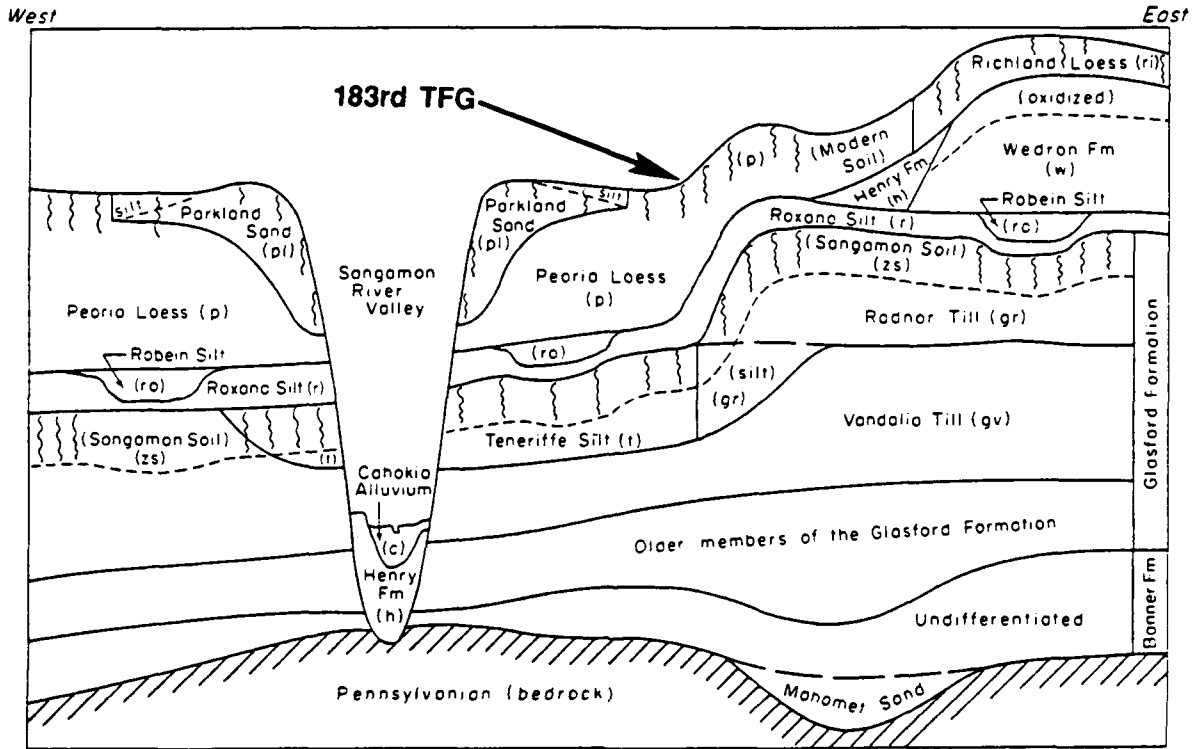 West
East
183rd TFG
Richland Loess (ri)
(oxidized)
(p)
(Modern
Soil)
Henry Fm
(h)
Wedron Fm
(w)
Robein Silt
silt
Parkland
Sand
(pl)
Parkland
Sand
(pl)
silt
Roxana Silt (r)
(ro)
Sangamon
River
Valley
(Sangamon Soil)
(zs)
Peoria Loess (p)
Peoria Loess
(p)
Radnor Till (gr)
Robein Silt
(ro)
Roxana Silt (r)
(ro)
(silt)
(gr)
Vandalia Till (gv)
(Sangamon Soil)
(zs)
(t)
Teneriffe Silt (t)
Cahokia
Alluvium
(c)
Henry
Fm
(h)
Older members of the Glasford Formation
Glasford Formation
Undifferentiated
Banner Fm
Pennsylvanian (bedrock)
Mahomet Sand